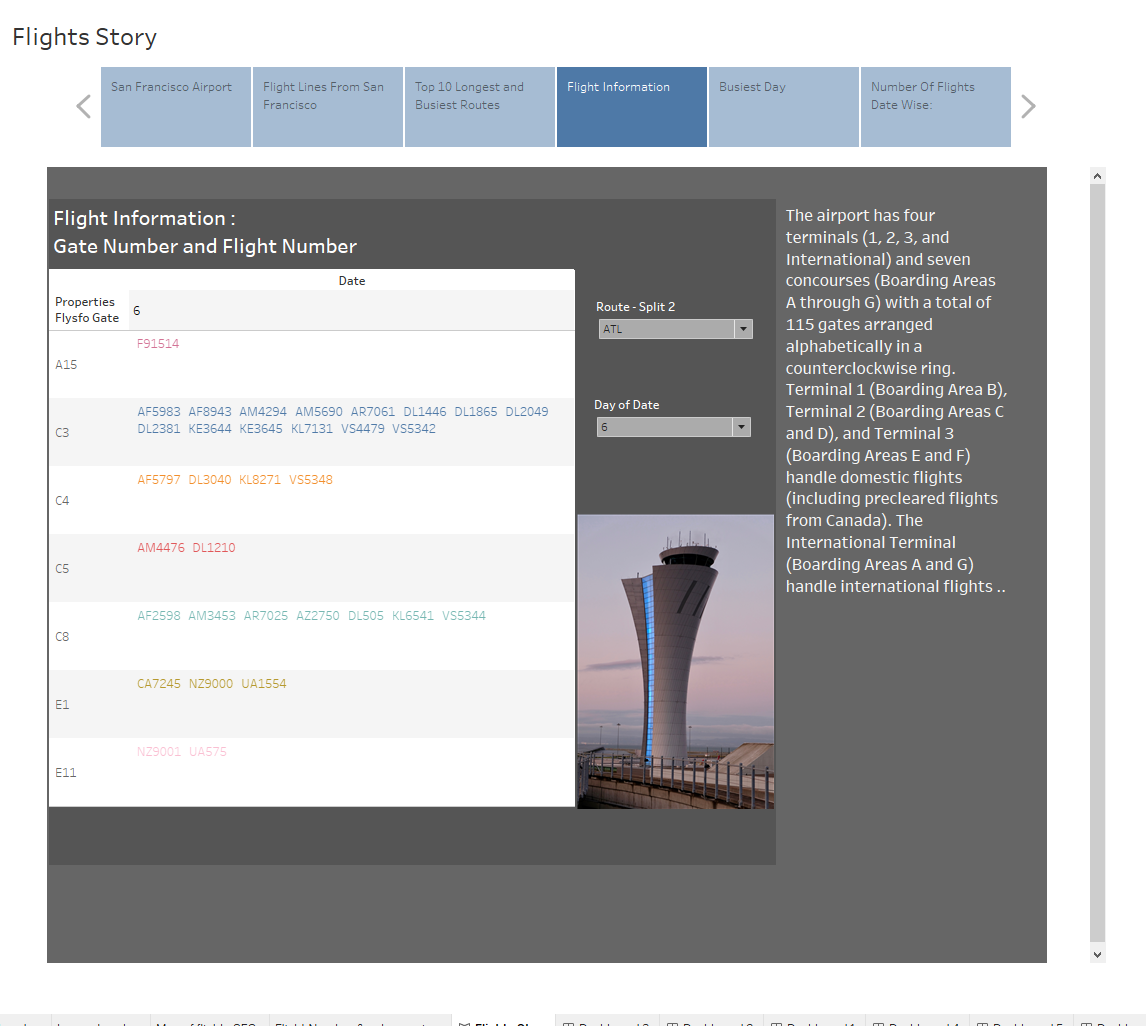 Flights Story
San Francisco Airport
Flight Lines From San
Francisco
Top 10 Longest and
Busiest Routes
Flight Information
Busiest Day
Number Of Flights
Date Wise:
Flight Information :
Gate Number and Flight Number
Date
Properties
Flysfo Gate
6
A15
F91514
C3
AF5983 AF8943 AM4294 AM5690 AR7061 DL1446 DL1865 DL2049
DL2381 KE3644 KE3645 KL7131 VS4479 VS5342
C4
AF5797 DL3040 KL8271 VS5348
C5
AM4476 DL1210
C8
AF2598 AM3453 AR7025 AZ2750 DL505 KL6541 VS5344
E1
CA7245 NZ9000 UA1554
E11
NZ9001 UA575
Route - Split 2
ATL
Day of Date
6
The airport has four
terminals (1, 2, 3, and
International) and seven
concourses (Boarding Areas
A through G) with a total of
115 gates arranged
alphabetically in a
counterclockwise ring.
Terminal 1 (Boarding Area B),
Terminal 2 (Boarding Areas C
and D), and Terminal 3
(Boarding Areas E and F)
handle domestic flights
(including precleared flights
from Canada). The
International Terminal
(Boarding Areas A and G)
handle international flights ..